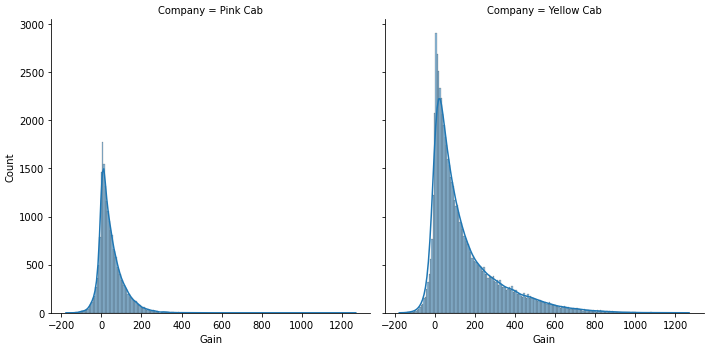 Company = Pink Cab
Company = Yellow Cab
3000
2500
2000
1500
1000
500
0
Count
−200 0 200 400 600 800 1000 1200
−200 0 200 400 600 800 1000 1200
Gain
Gain